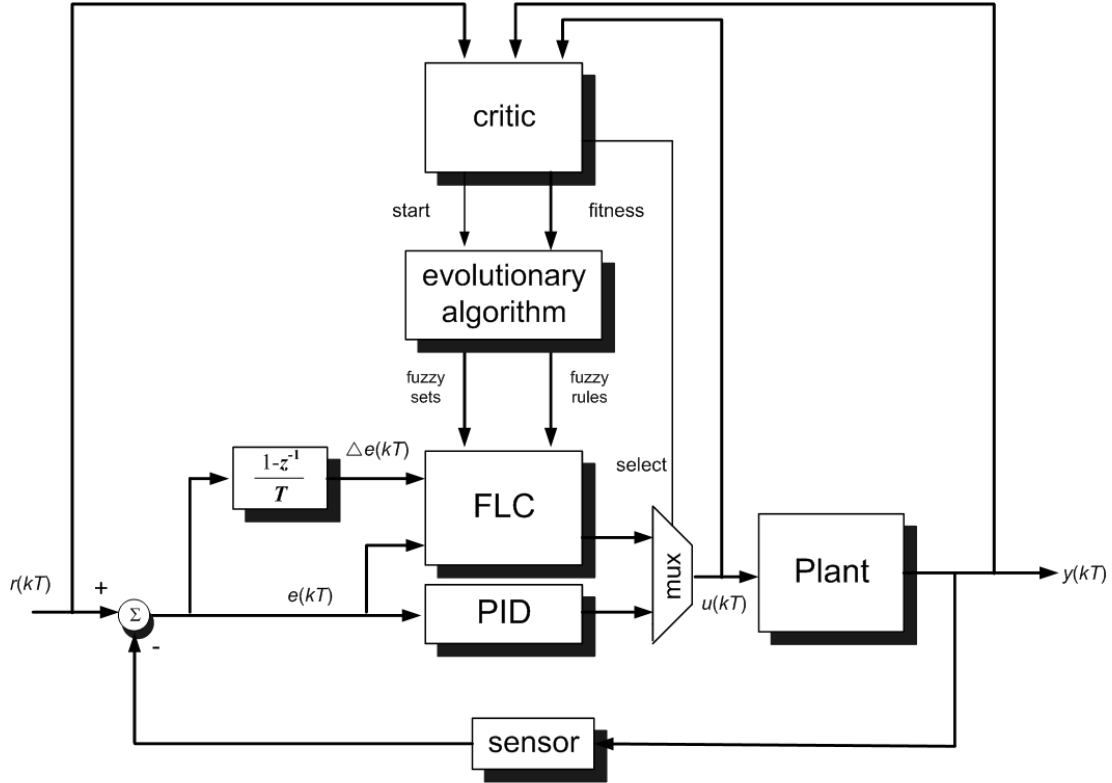 critic
start
fitness
evolutionary
algorithm
fuzzy
sets
fuzzy
rules
1-z⁻¹
T
△e(kT)
FLC
select
mux
Plant
r(kT)
+
Σ
-
e(kT)
PID
u(kT)
y(kT)
sensor